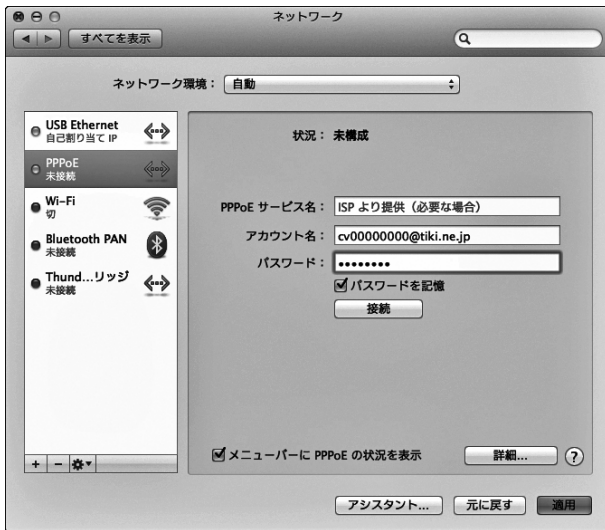 ネットワーク
すべてを表示
ネットワーク環境： 自動
USB Ethernet
自己割り当て IP
PPPoE
未接続
Wi-Fi
切
Bluetooth PAN
未接続
Thund...リッジ
未接続
状況： 未構成
PPPoE サービス名： ISP より提供（必要な場合）
アカウント名： cv00000000@tiki.ne.jp
パスワード： ••••••••
パスワードを記憶
接続
メニューバーに PPPoE の状況を表示
詳細... ?
アシスタント... 元に戻す 適用